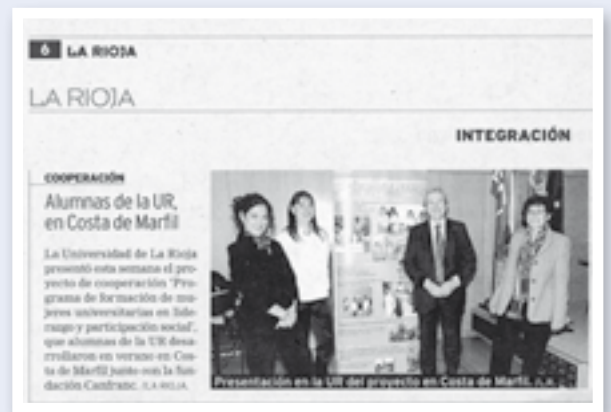 6 LA RIOJA
LA RIOJA
INTEGRACIÓN
COOPERACIÓN
Alumnas de la UR,
en Costa de Marfil
La Universidad de La Rioja
presentó esta semana el pro-
yecto de cooperación "Pro-
grama de formación de mu-
jeres universitarias en lide-
razgo y participación social",
que alumnas de la UR desa-
rrollaron en verano en Cos-
ta de Marfil junto con la fun-
dación Canfranc. /LA RIOJA
Presentación en la UR del proyecto en Costa de Marfil.